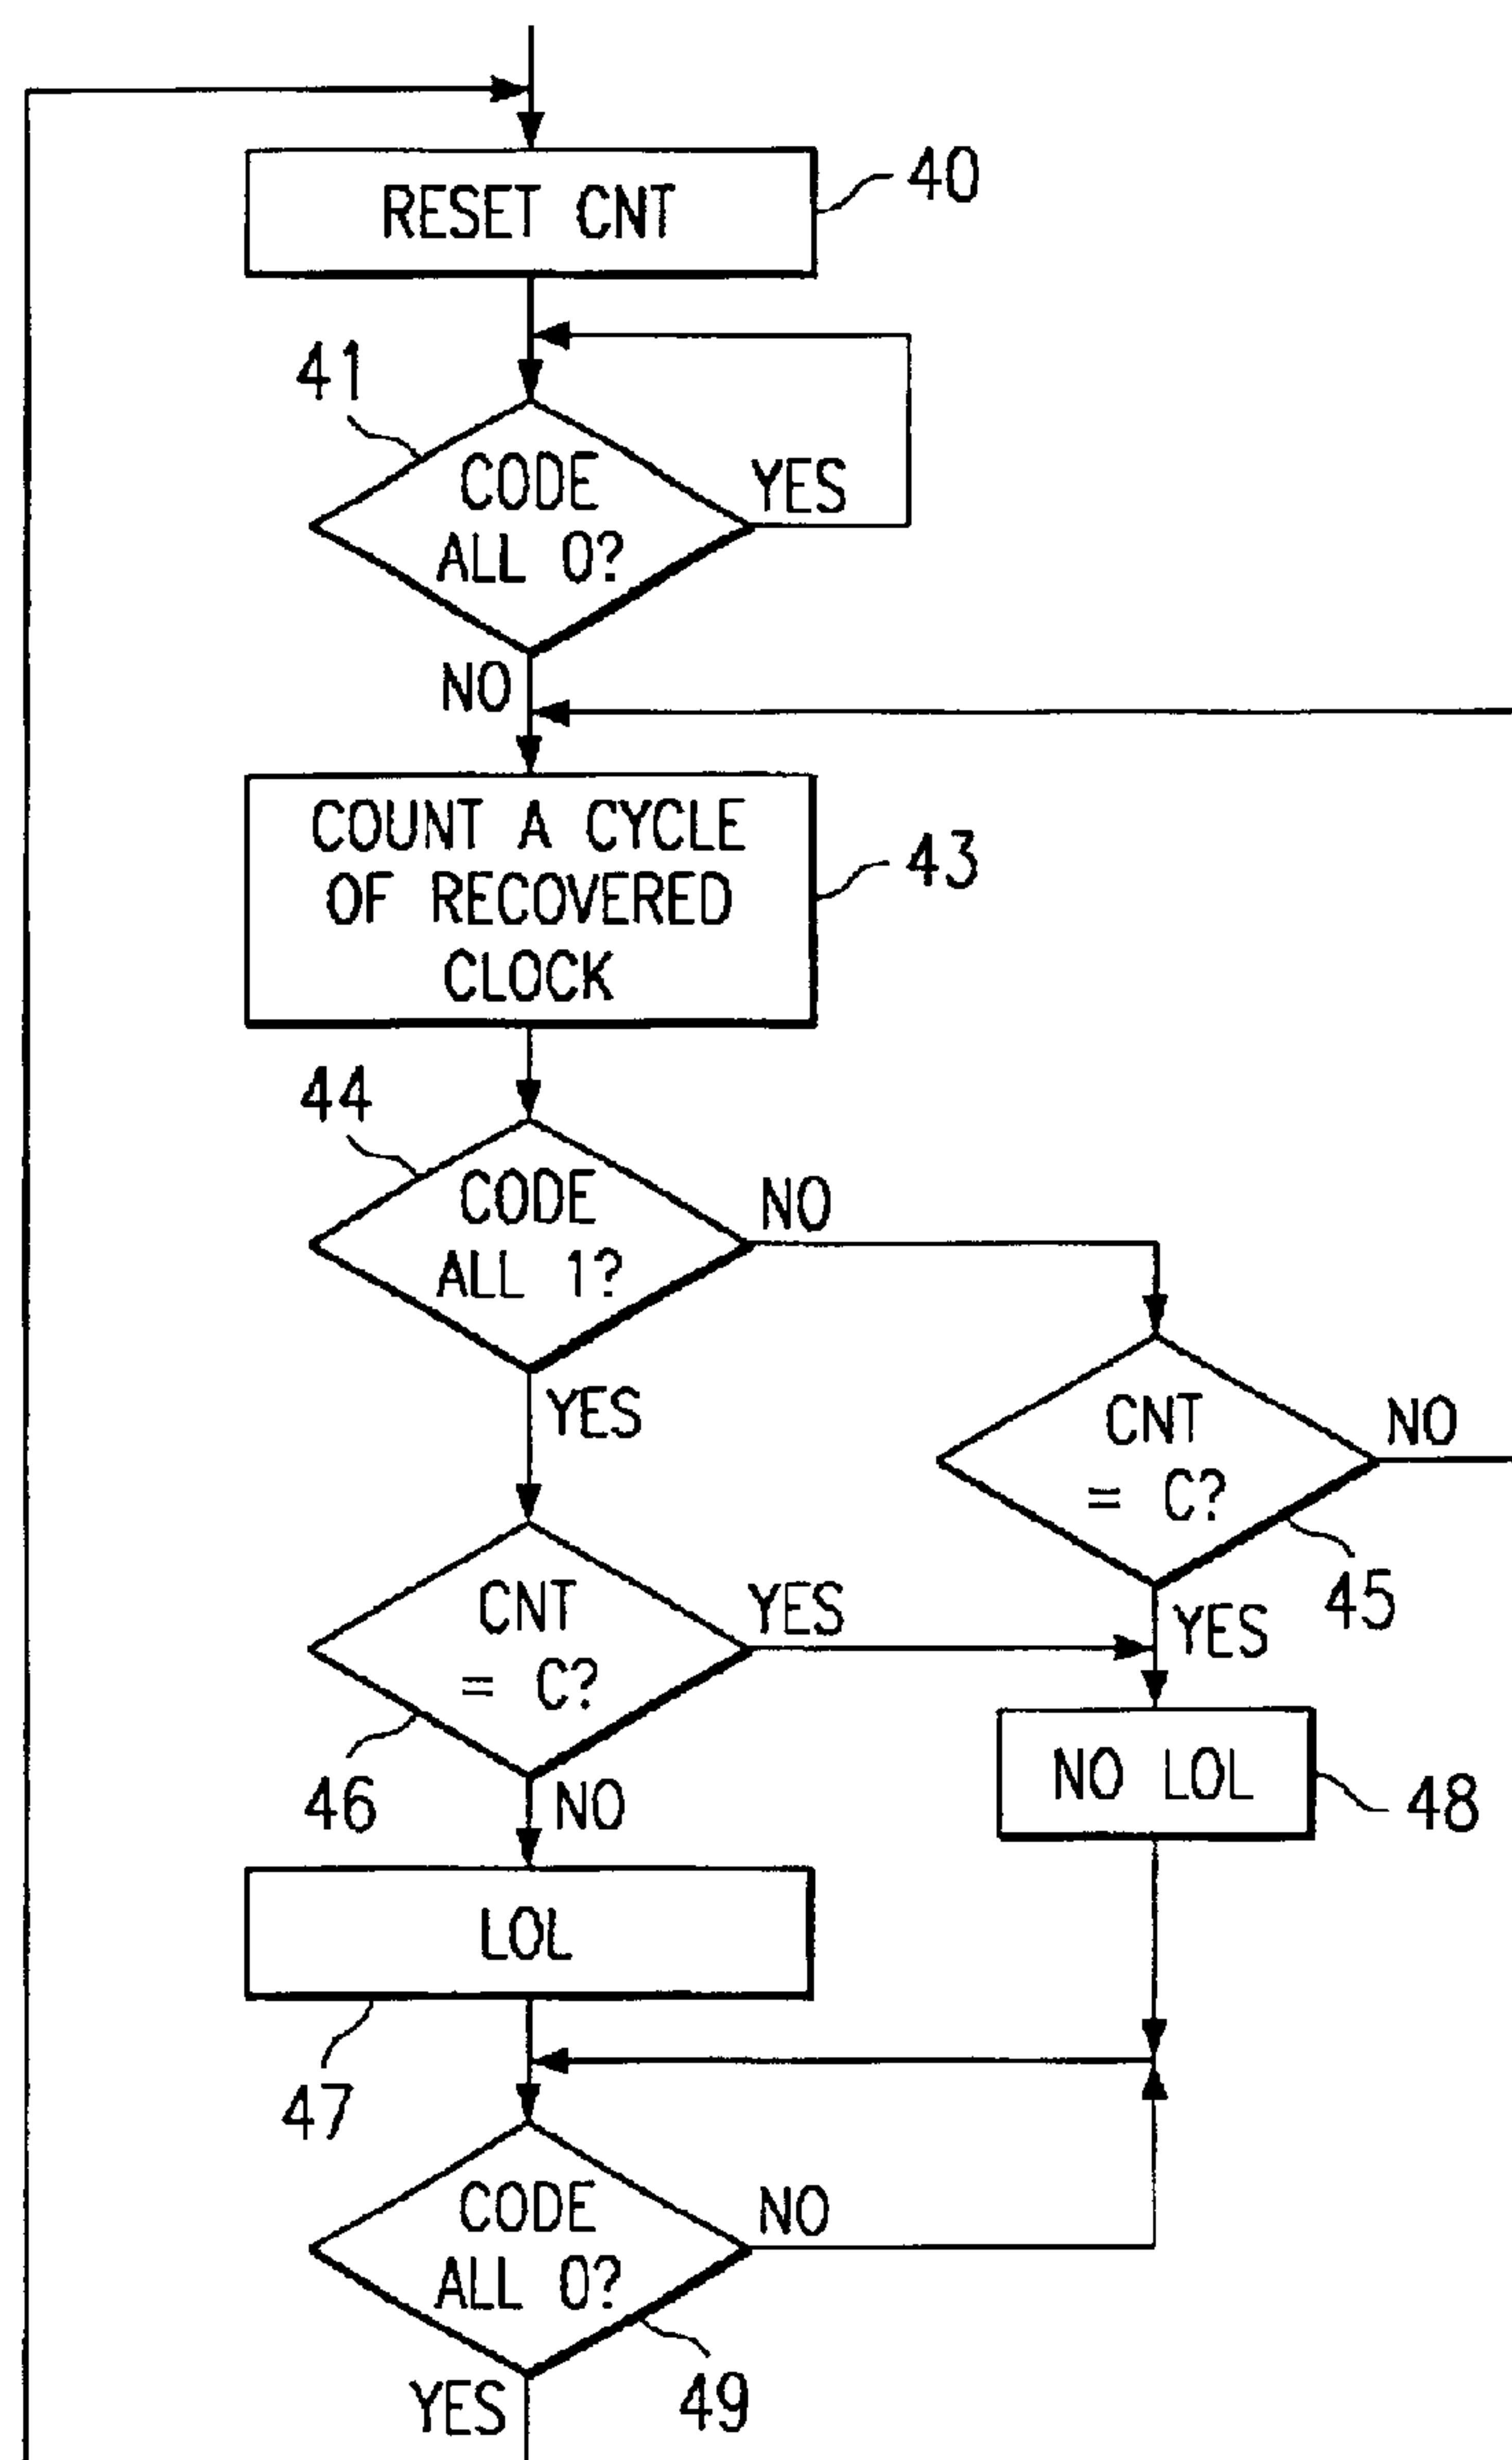 RESET CNT
40
41
CODE
ALL 0?
YES
NO
COUNT A CYCLE
OF RECOVERED
CLOCK
43
44
CODE
ALL 1?
NO
YES
CNT
= C?
NO
45
YES
CNT
= C?
YES
46
NO
NO LOL
48
LOL
47
CODE
ALL 0?
NO
49
YES